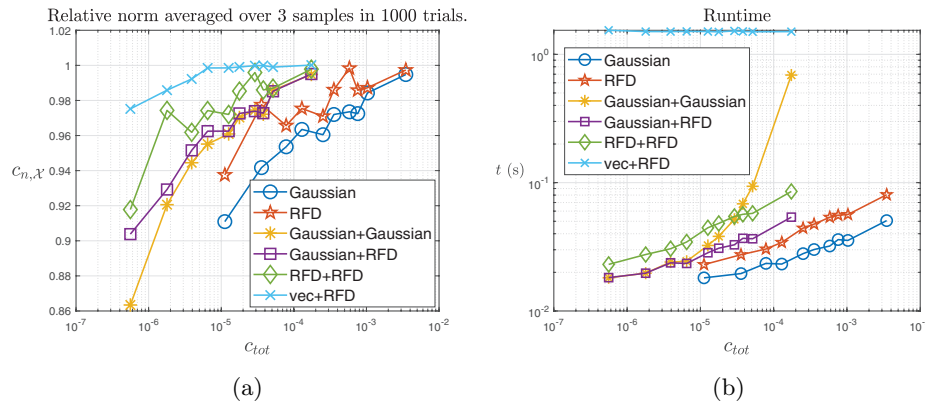 Relative norm averaged over 3 samples in 1000 trials.
1.02
1
0.98
0.96
0.94
0.92
0.9
0.88
0.86
c_{n,𝒳}
Gaussian
RFD
Gaussian+Gaussian
Gaussian+RFD
RFD+RFD
vec+RFD
10^{-7} 10^{-6} 10^{-5} 10^{-4} 10^{-3} 10^{-2}
c_{tot}
(a)
Runtime
10^{0}
10^{-1}
10^{-2}
t (s)
Gaussian
RFD
Gaussian+Gaussian
Gaussian+RFD
RFD+RFD
vec+RFD
10^{-7} 10^{-6} 10^{-5} 10^{-4} 10^{-3}
c_{tot}
(b)